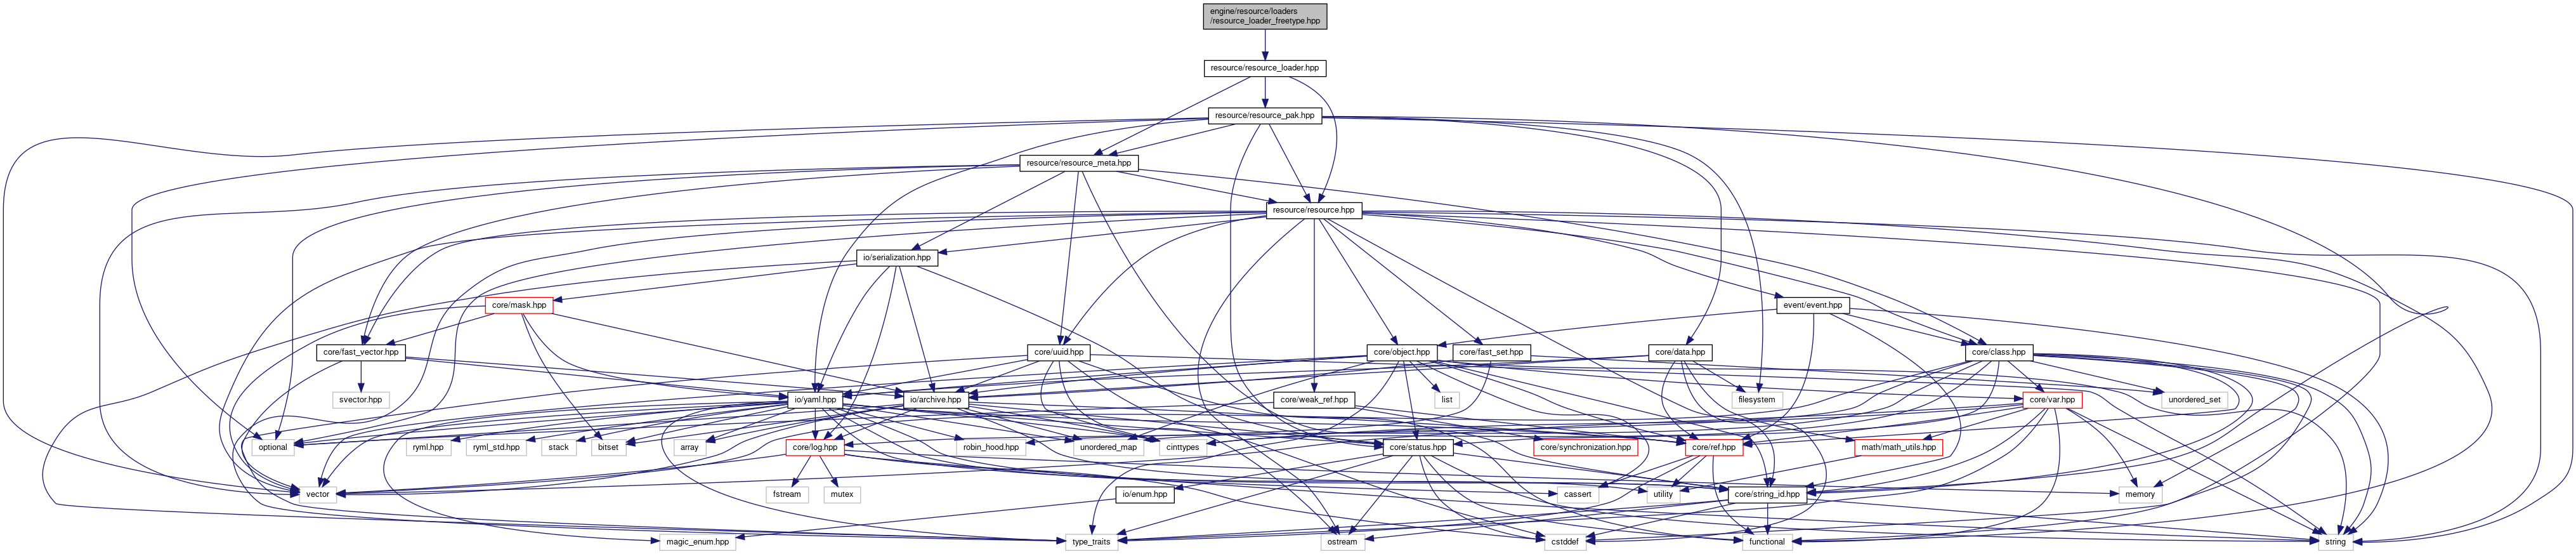 engine/resource/loaders
/resource_loader_freetype.hpp
resource/resource_loader.hpp
resource/resource_pak.hpp
resource/resource_meta.hpp
resource/resource.hpp
io/serialization.hpp
core/mask.hpp
event/event.hpp
core/fast_vector.hpp
core/uuid.hpp
core/object.hpp
core/fast_set.hpp
core/data.hpp
core/class.hpp
svector.hpp
io/yaml.hpp
io/archive.hpp
core/weak_ref.hpp
list
filesystem
core/var.hpp
unordered_set
optional
ryml.hpp
ryml_std.hpp
stack
bitset
array
core/log.hpp
robin_hood.hpp
unordered_map
cinttypes
core/status.hpp
core/synchronization.hpp
core/ref.hpp
math/math_utils.hpp
vector
fstream
mutex
cassert
utility
io/enum.hpp
core/string_id.hpp
memory
magic_enum.hpp
type_traits
ostream
cstddef
functional
string